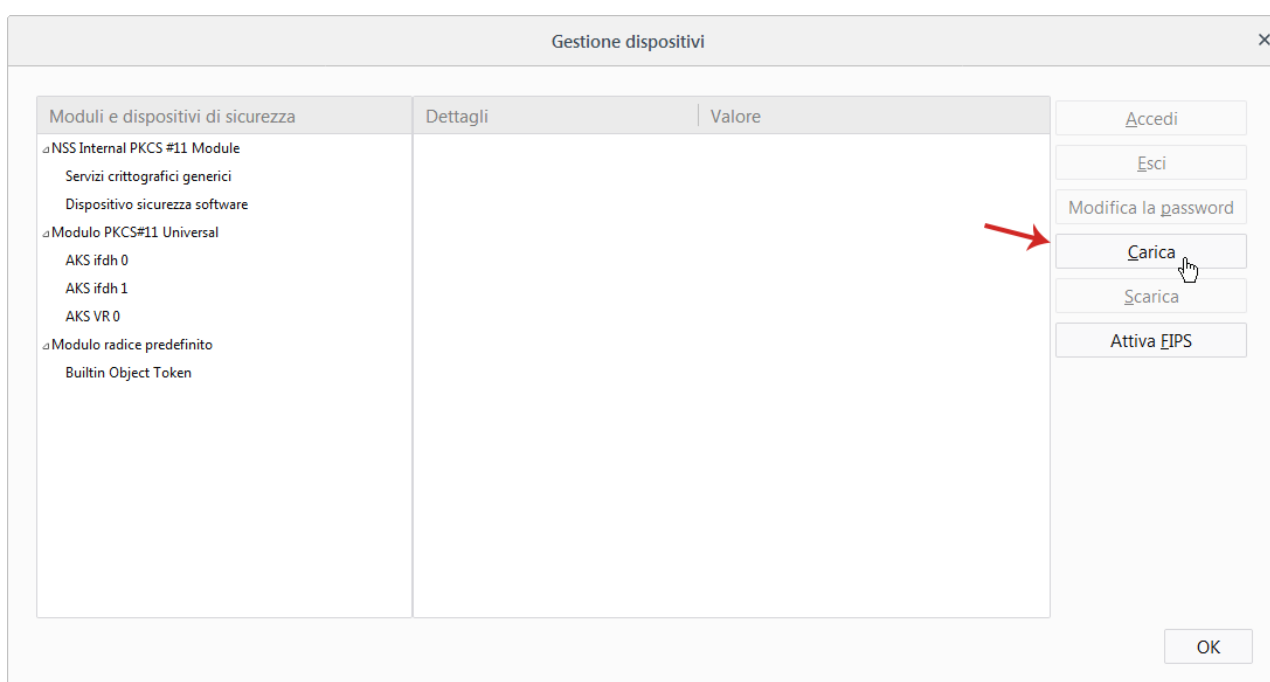 Gestione dispositivi
Moduli e dispositivi di sicurezza
Dettagli
Valore
NSS Internal PKCS #11 Module
Servizi crittografici generici
Dispositivo sicurezza software
Modulo PKCS#11 Universal
AKS ifdh 0
AKS ifdh 1
AKS VR 0
Modulo radice predefinito
Builtin Object Token
Accedi
Esci
Modifica la password
Carica
Scarica
Attiva FIPS
OK